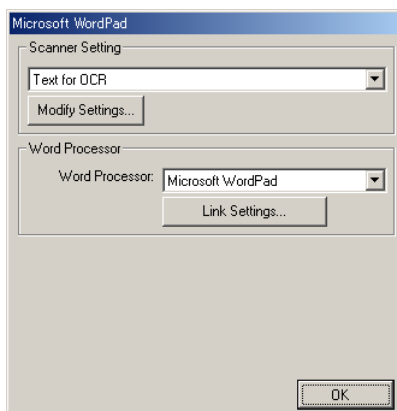 Microsoft WordPad
Scanner Setting
Text for OCR
Modify Settings...
Word Processor
Word Processor: Microsoft WordPad
Link Settings...
OK